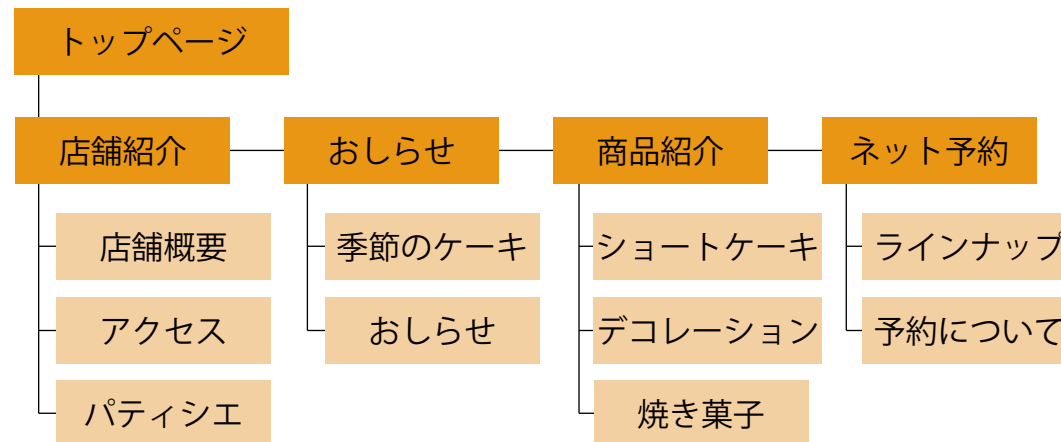 トップページ
店舗紹介
おしらせ
商品紹介
ネット予約
店舗概要
季節のケーキ
ショートケーキ
ラインナップ
アクセス
おしらせ
デコレーション
予約について
パティシエ
焼き菓子